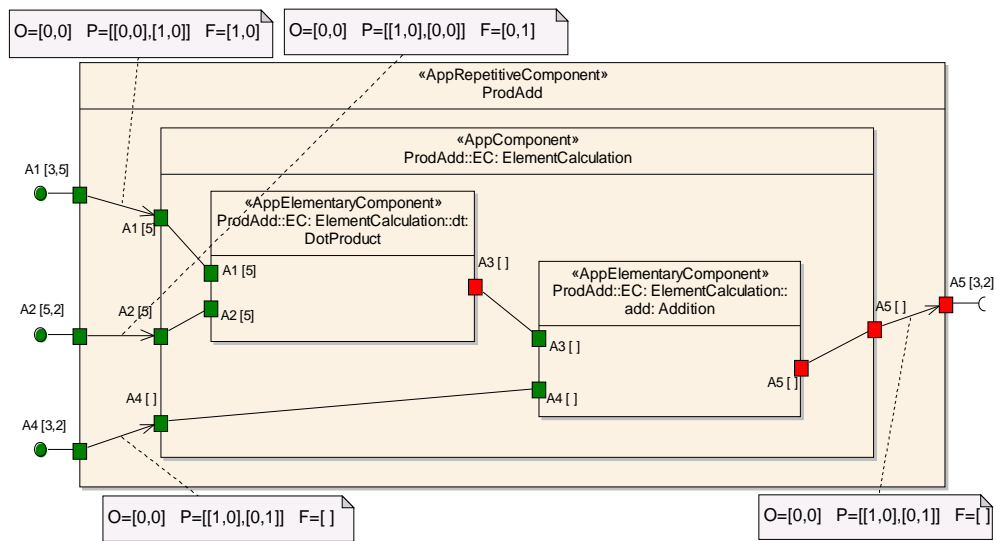 O=[0,0]   P=[[0,0],[1,0]]   F=[1,0]
O=[0,0]   P=[[1,0],[0,0]]   F=[0,1]
«AppRepetitiveComponent»
ProdAdd
«AppComponent»
ProdAdd::EC: ElementCalculation
A1 [3,5]
A1 [5]
«AppElementaryComponent»
ProdAdd::EC: ElementCalculation::dt:
DotProduct
A1 [5]
A2 [5]
A3 [ ]
A2 [5,2]
A2 [5]
«AppElementaryComponent»
ProdAdd::EC: ElementCalculation::
add: Addition
A3 [ ]
A4 [ ]
A5 [ ]
A5 [ ]
A5 [3,2]
A4 [3,2]
A4 [ ]
O=[0,0]   P=[[1,0],[0,1]]   F=[ ]
O=[0,0]   P=[[1,0],[0,1]]   F=[ ]